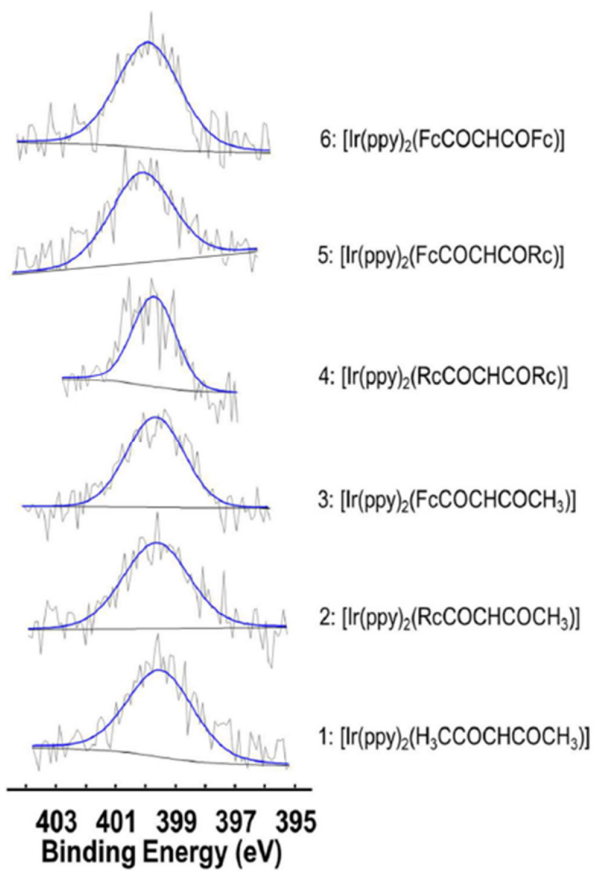 6: [Ir(ppy)₂(FcCOCHCOFc)]
5: [Ir(ppy)₂(FcCOCHCORc)]
4: [Ir(ppy)₂(RcCOCHCORc)]
3: [Ir(ppy)₂(FcCOCHCOCH₃)]
2: [Ir(ppy)₂(RcCOCHCOCH₃)]
1: [Ir(ppy)₂(H₃CCOCHCOCH₃)]
403 401 399 397 395
Binding Energy (eV)